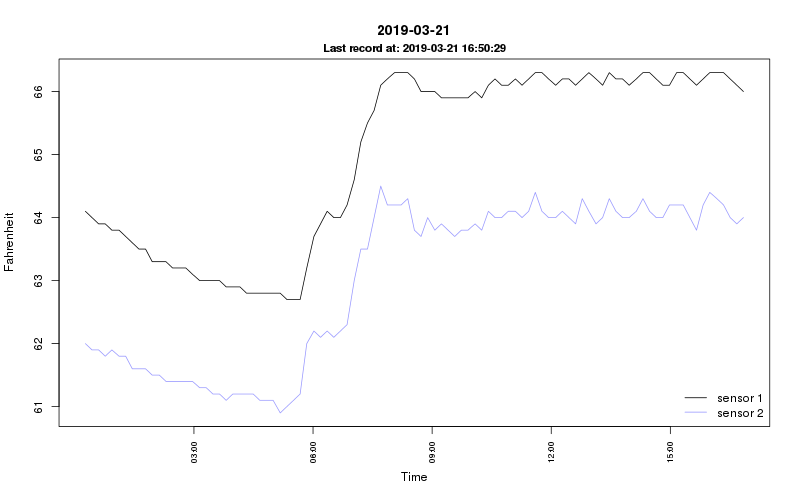 2019-03-21
Last record at: 2019-03-21 16:50:29
Fahrenheit
66
65
64
63
62
61
sensor 1
sensor 2
03:00 06:00 09:00 12:00 15:00
Time